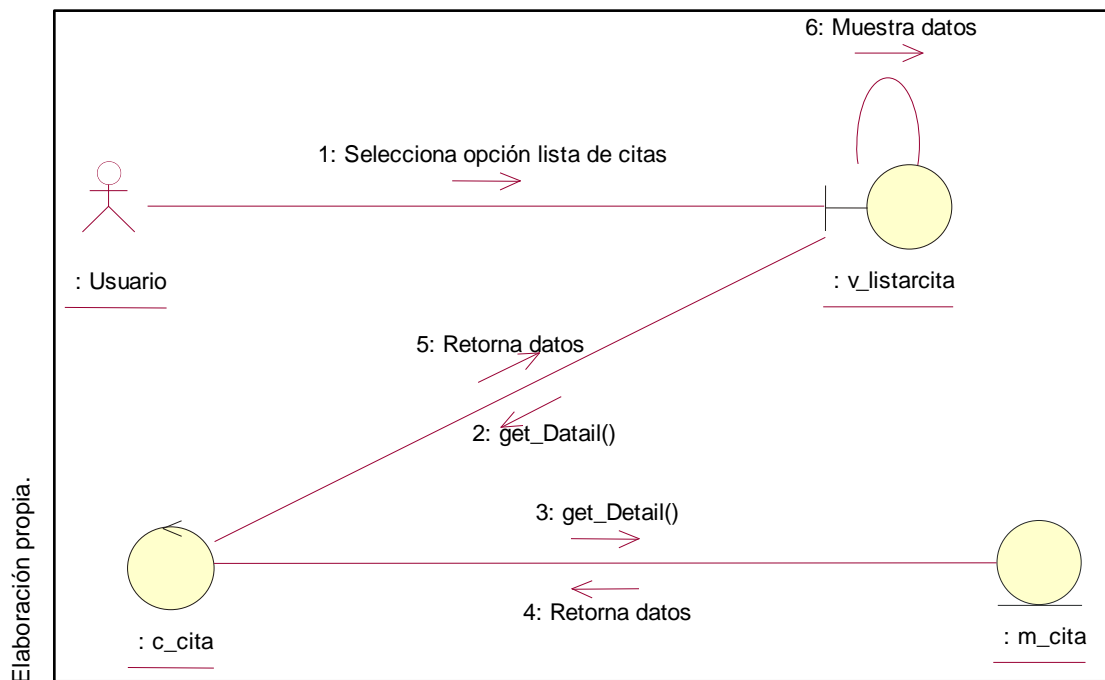 6: Muestra datos
1: Selecciona opción lista de citas
: Usuario
: v_listarcita
5: Retorna datos
2: get_Datail()
3: get_Detail()
4: Retorna datos
: c_cita
: m_cita
Elaboración propia.